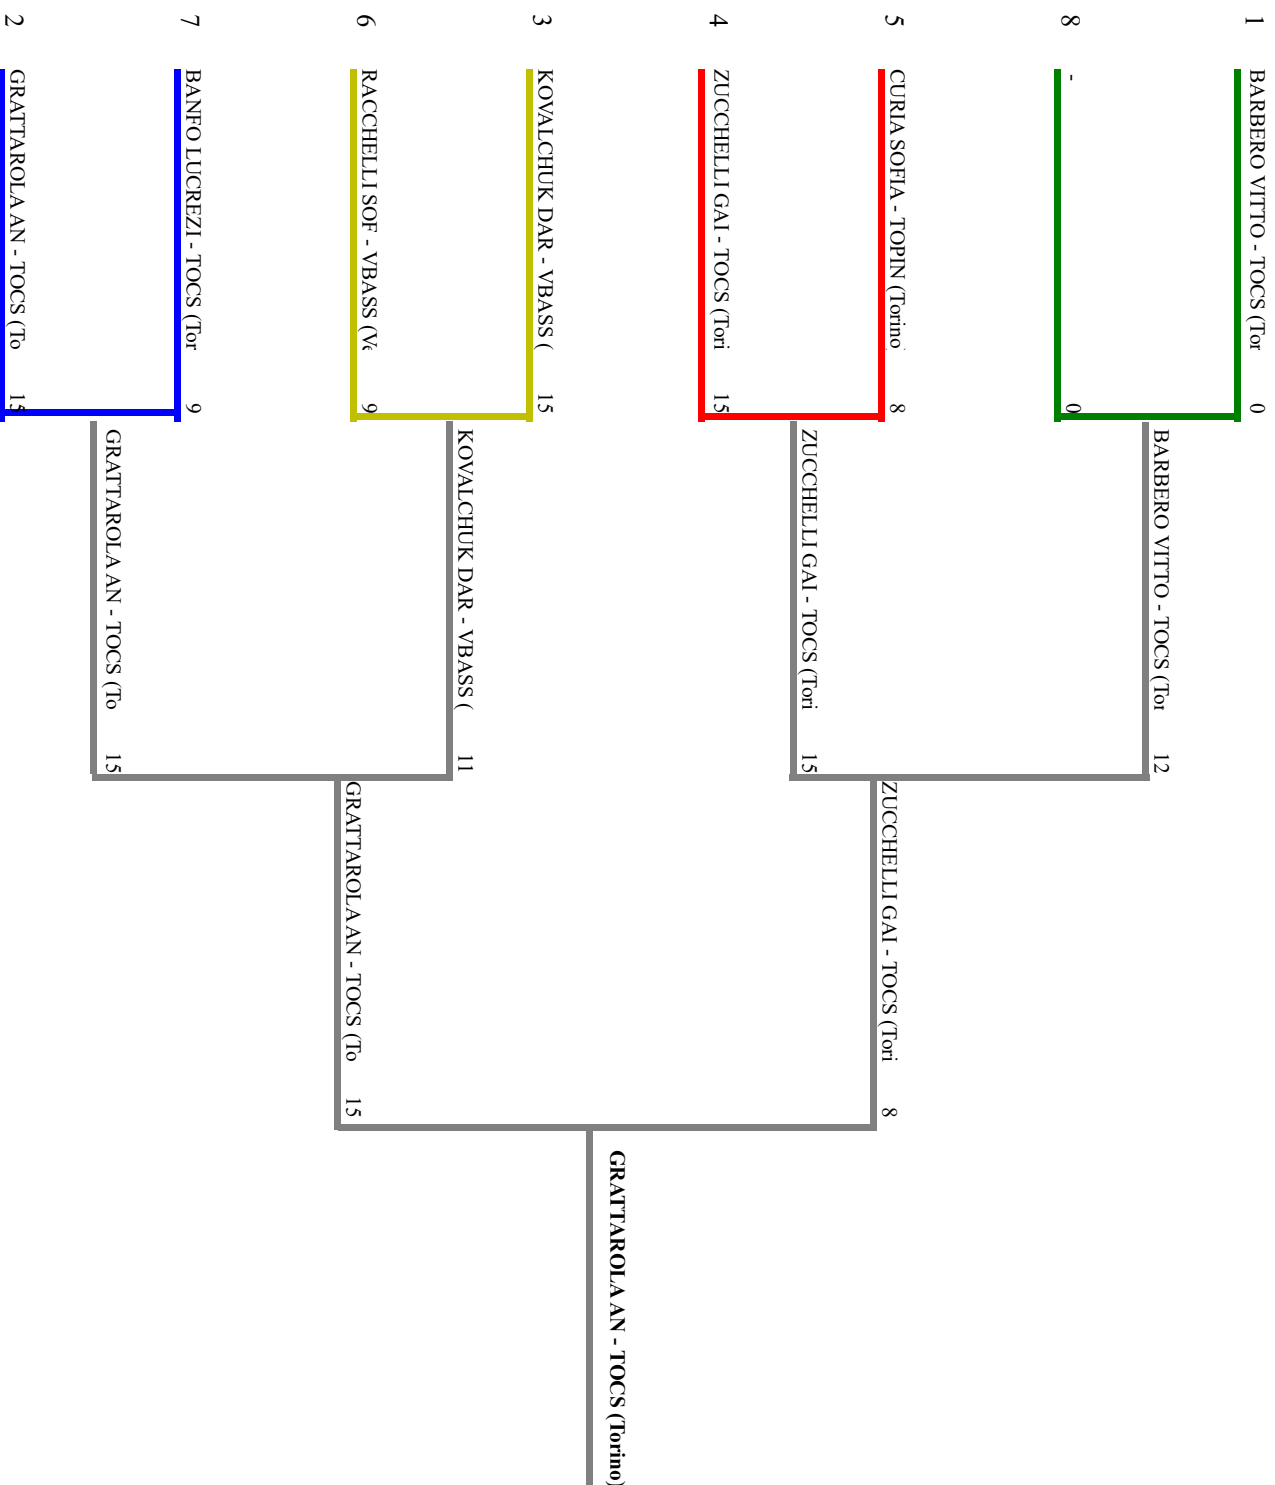 1
BARBERO VITTO - TOCS (Tor
0
8
-
0
5
CURIA SOFIA - TOPIN (Torino
8
4
ZUCCHELLI GAI - TOCS (Tori
15
3
KOVALCHUK DAR - VBASS (
15
6
RACCHELLI SOF - VBASS (Ve
9
7
BANFO LUCREZI - TOCS (Tor
9
2
GRATTAROLA AN - TOCS (To
15
BARBERO VITTO - TOCS (Tor
12
ZUCCHELLI GAI - TOCS (Tori
15
KOVALCHUK DAR - VBASS (
11
GRATTAROLA AN - TOCS (To
15
ZUCCHELLI GAI - TOCS (Tori
8
GRATTAROLA AN - TOCS (To
15
GRATTAROLA AN - TOCS (Torino)